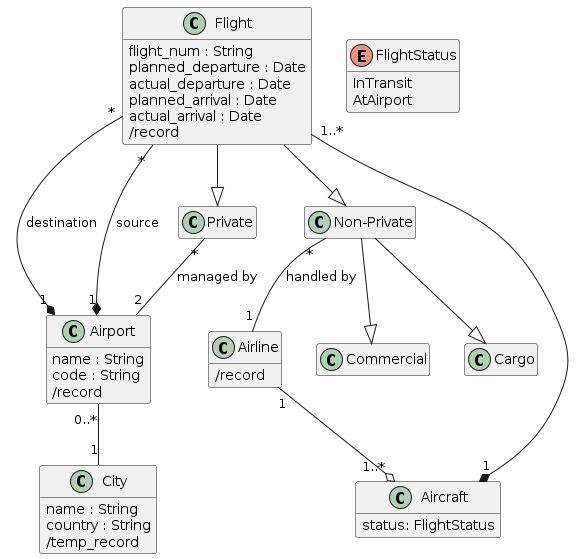 C Flight
flight_num : String
planned_departure : Date
actual_departure : Date
planned_arrival : Date
actual_arrival : Date
/record
E FlightStatus
InTransit
AtAirport
*
*
1..*
destination
source
C Private
C Non-Private
*
managed by
2
*
handled by
1
1
1
C Airport
name : String
code : String
/record
C Airline
/record
C Commercial
C Cargo
0..*
1
1
1..*
1
C City
name : String
country : String
/temp_record
C Aircraft
status: FlightStatus